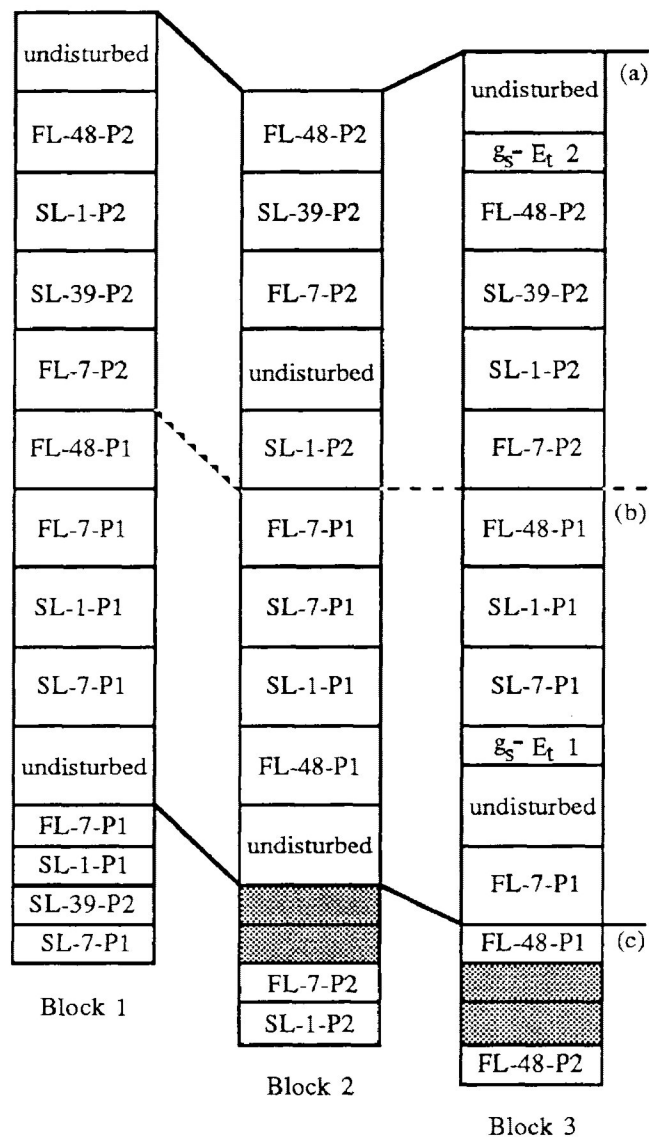 undisturbed
FL-48-P2
SL-1-P2
SL-39-P2
FL-7-P2
FL-48-P1
FL-7-P1
SL-1-P1
SL-7-P1
undisturbed
FL-7-P1
SL-1-P1
SL-39-P2
SL-7-P1
Block 1
FL-48-P2
SL-39-P2
FL-7-P2
undisturbed
SL-1-P2
FL-7-P1
SL-7-P1
SL-1-P1
FL-48-P1
undisturbed
FL-7-P2
SL-1-P2
Block 2
undisturbed
gs- Et 2
FL-48-P2
SL-39-P2
SL-1-P2
FL-7-P2
FL-48-P1
SL-1-P1
SL-7-P1
gs- Et 1
undisturbed
FL-7-P1
FL-48-P1
FL-48-P2
Block 3
(a)
(b)
(c)